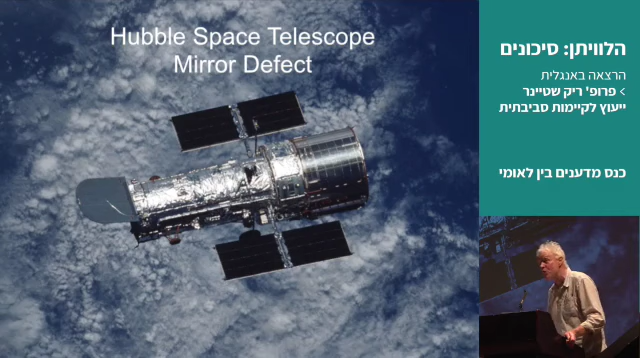 Hubble Space Telescope
Mirror Defect
הלוויתן: סיכונים
הרצאה באנגלית
> פרופ' ריק שטיינר
ייעוץ לקיימות סביבתית
כנס מדענים בין לאומי